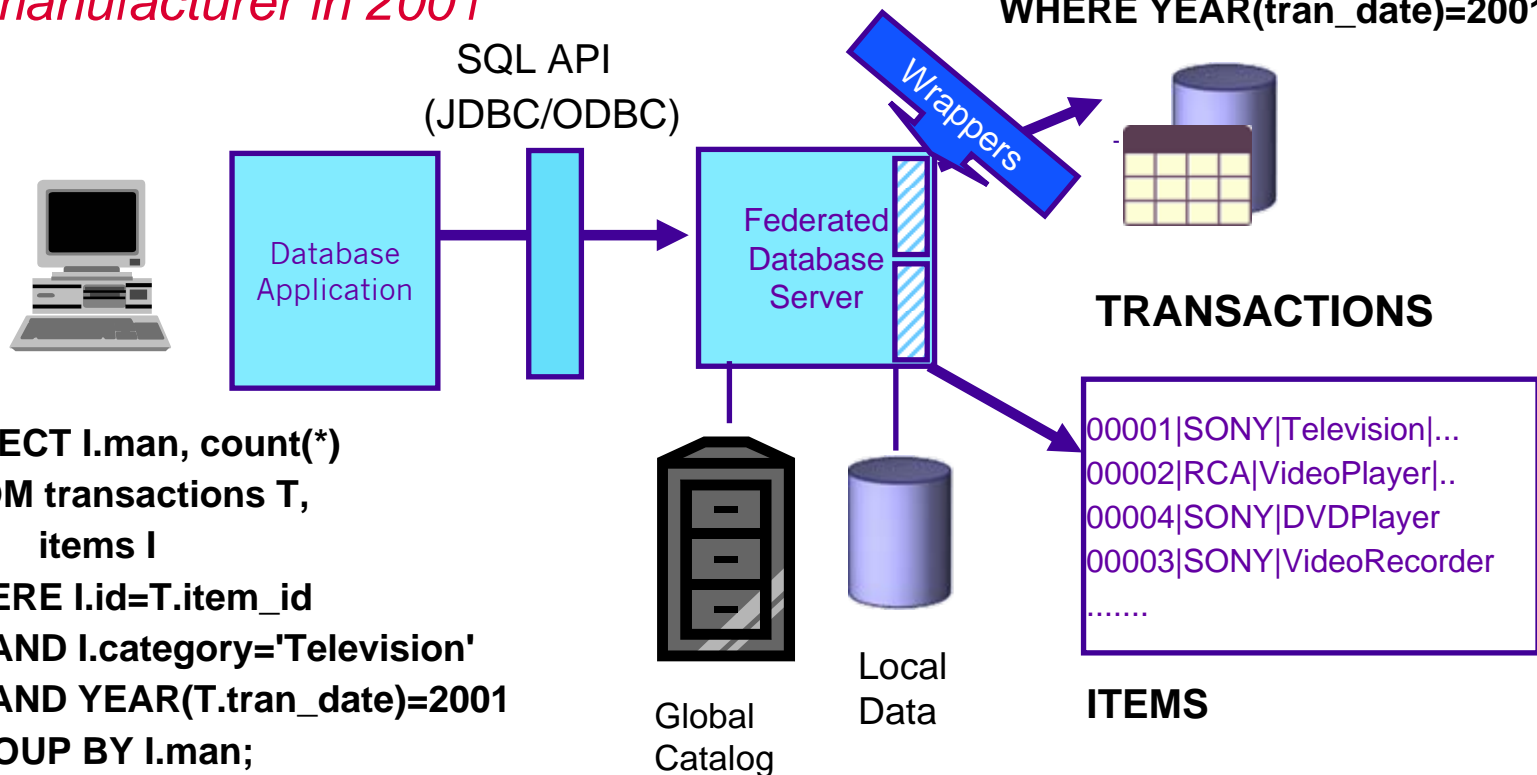 manufacturer in 2001
WHERE YEAR(tran_date)=2001
SQL API
(JDBC/ODBC)
Wrappers
Database
Application
Federated
Database
Server
TRANSACTIONS
ECT I.man, count(*)
OM transactions T,
items I
ERE I.id=T.item_id
AND I.category='Television'
AND YEAR(T.tran_date)=2001
OUP BY I.man;
Global
Catalog
Local
Data
00001|SONY|Television|...
00002|RCA|VideoPlayer|..
00004|SONY|DVDPlayer
00003|SONY|VideoRecorder
.......
ITEMS